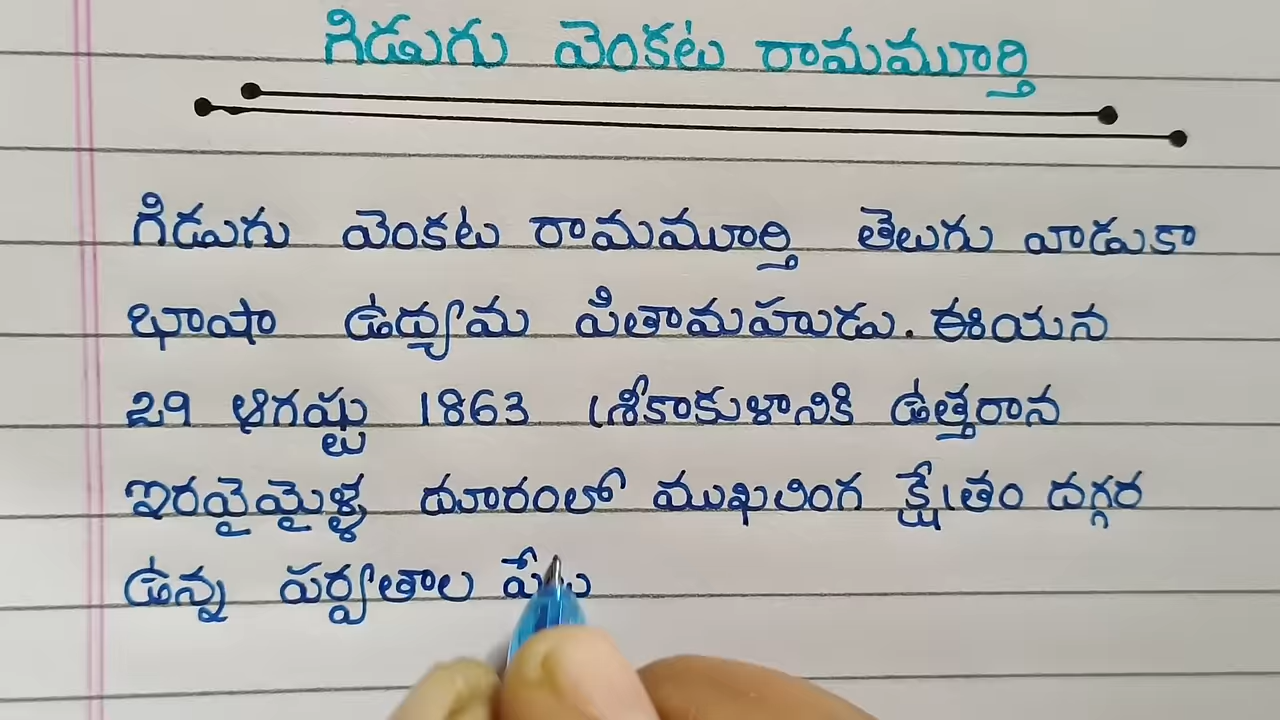 గిడుగు వెంకట రామమూర్తి
గిడుగు వెంకట రామమూర్తి తెలుగు వాడుకా
భాషా ఉద్యమ పితామహుడు. ఈయన
29 ఆగష్టు 1863 శ్రీకాకుళానికి ఉత్తరాన
ఇరవైమైళ్ళ దూరంలో ముఖలింగ క్షేత్రం దగ్గర
ఉన్న పర్వతాల